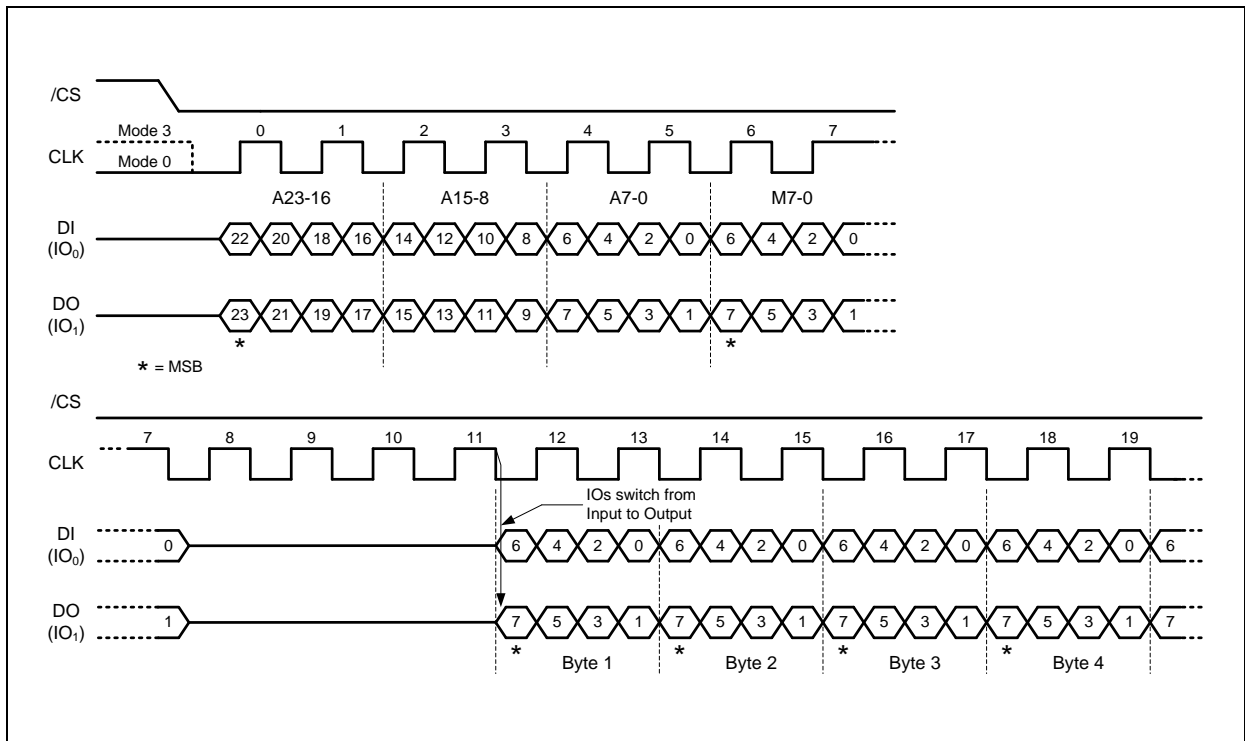 /CS
Mode 3
0 1 2 3 4 5 6 7
CLK
Mode 0
A23-16 A15-8 A7-0 M7-0
DI
(IO0)
22 20 18 16 14 12 10 8 6 4 2 0 6 4 2 0
DO
(IO1)
23 21 19 17 15 13 11 9 7 5 3 1 7 5 3 1
* *
* = MSB
/CS
7 8 9 10 11 12 13 14 15 16 17 18 19
CLK
IOs switch from
Input to Output
DI
(IO0)
0 6 4 2 0 6 4 2 0 6 4 2 0 6 4 2 0 6
DO
(IO1)
1 7 5 3 1 7 5 3 1 7 5 3 1 7 5 3 1 7
* * * *
Byte 1 Byte 2 Byte 3 Byte 4